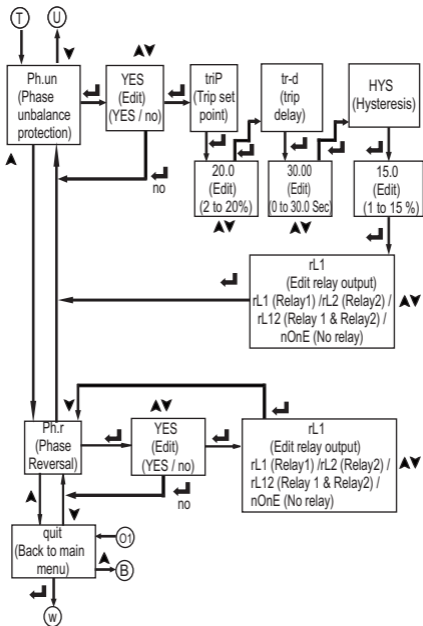 T
U
Ph.un
(Phase
unbalance
protection)
YES
(Edit)
(YES / no)
no
triP
(Trip set
point)
20.0
(Edit)
(2 to 20%)
tr-d
(trip
delay)
30.00
(Edit)
(0 to 30.0 Sec)
HYS
(Hysteresis)
15.0
(Edit)
(1 to 15 %)
rL1
(Edit relay output)
rL1 (Relay1) /rL2 (Relay2) /
rL12 (Relay 1 & Relay2) /
nOnE (No relay)
Ph.r
(Phase
Reversal)
YES
(Edit)
(YES / no)
no
rL1
(Edit relay output)
rL1 (Relay1) /rL2 (Relay2) /
rL12 (Relay 1 & Relay2) /
nOnE (No relay)
quit
(Back to main
menu)
O1
B
w